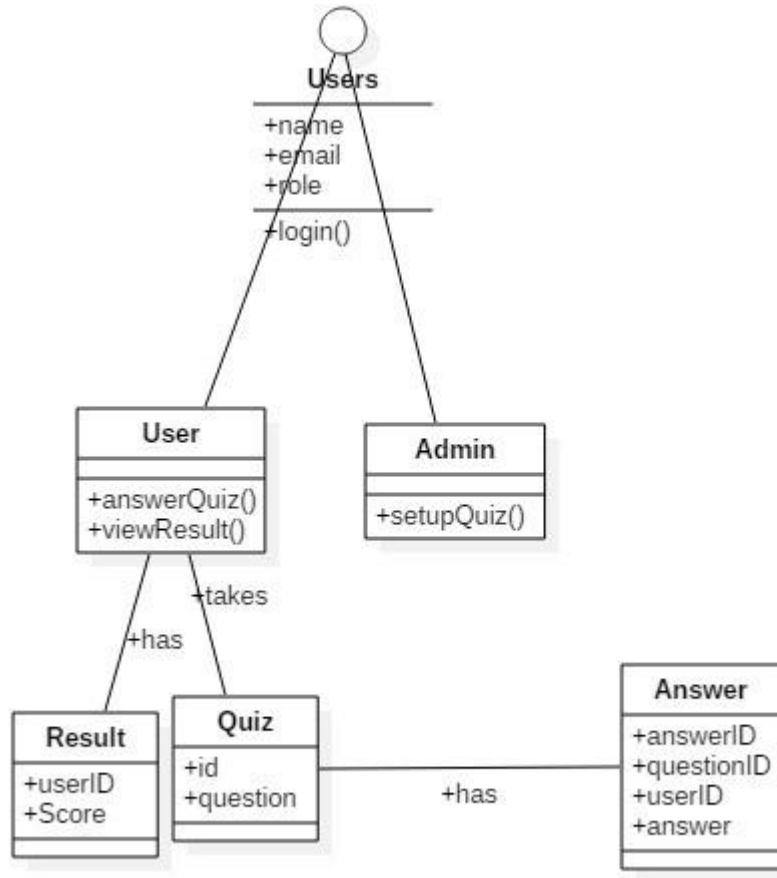 Users
+name
+email
+role
+login()
User
+answerQuiz()
+viewResult()
Admin
+setupQuiz()
+takes
+has
Result
+userID
+Score
Quiz
+id
+question
+has
Answer
+answerID
+questionID
+userID
+answer